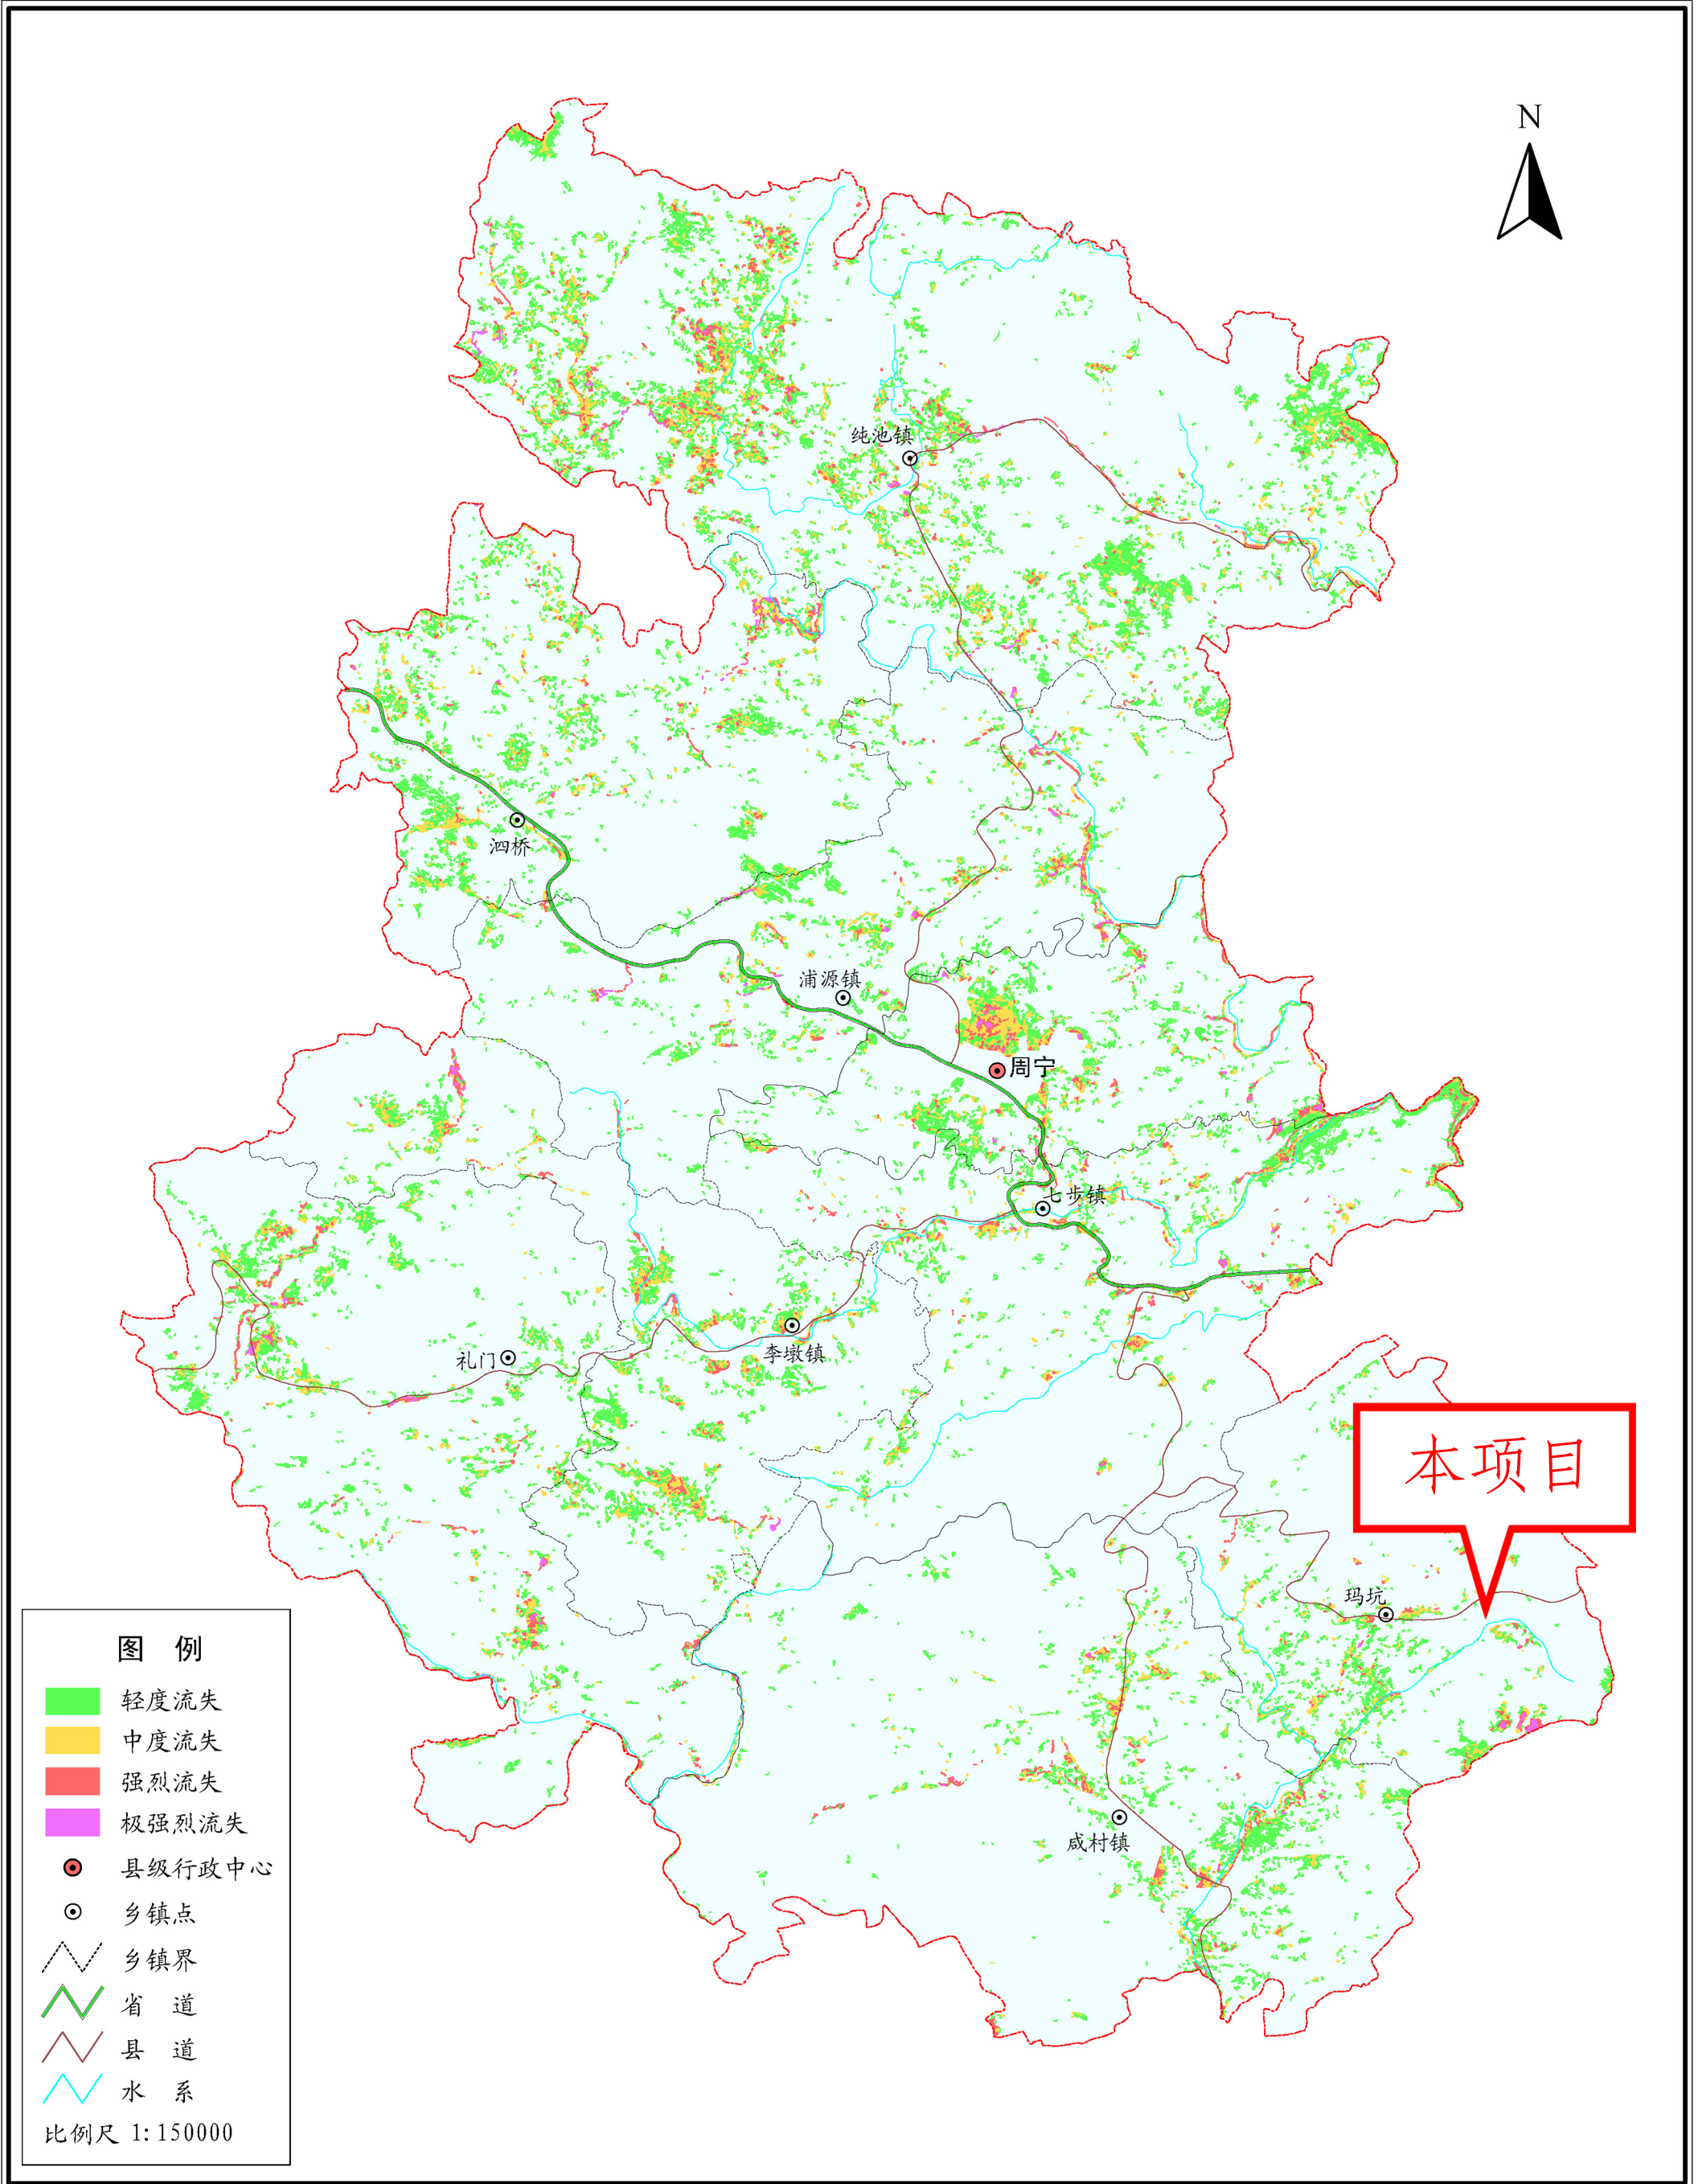 N
纯池镇
泗桥
浦源镇
周宁
七步镇
李墩镇
礼门
本项目
玛坑
咸村镇
图 例
轻度流失
中度流失
强烈流失
极强烈流失
县级行政中心
乡镇点
乡镇界
省 道
县 道
水 系
比例尺 1:150000